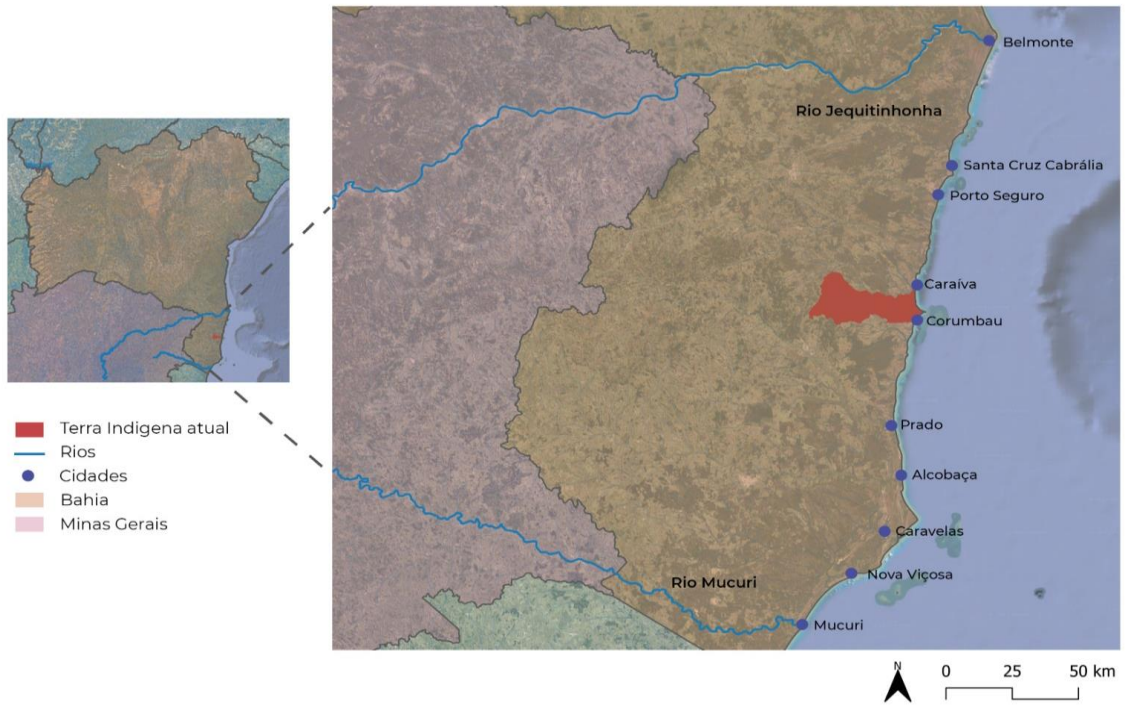 Belmonte
Rio Jequitinhonha
Santa Cruz Cabrália
Porto Seguro
Caraíva
Corumbau
Prado
Alcobaça
Caravelas
Nova Viçosa
Rio Mucuri
Mucuri
Terra Indigena atual
Rios
Cidades
Bahia
Minas Gerais
N
0 25 50 km